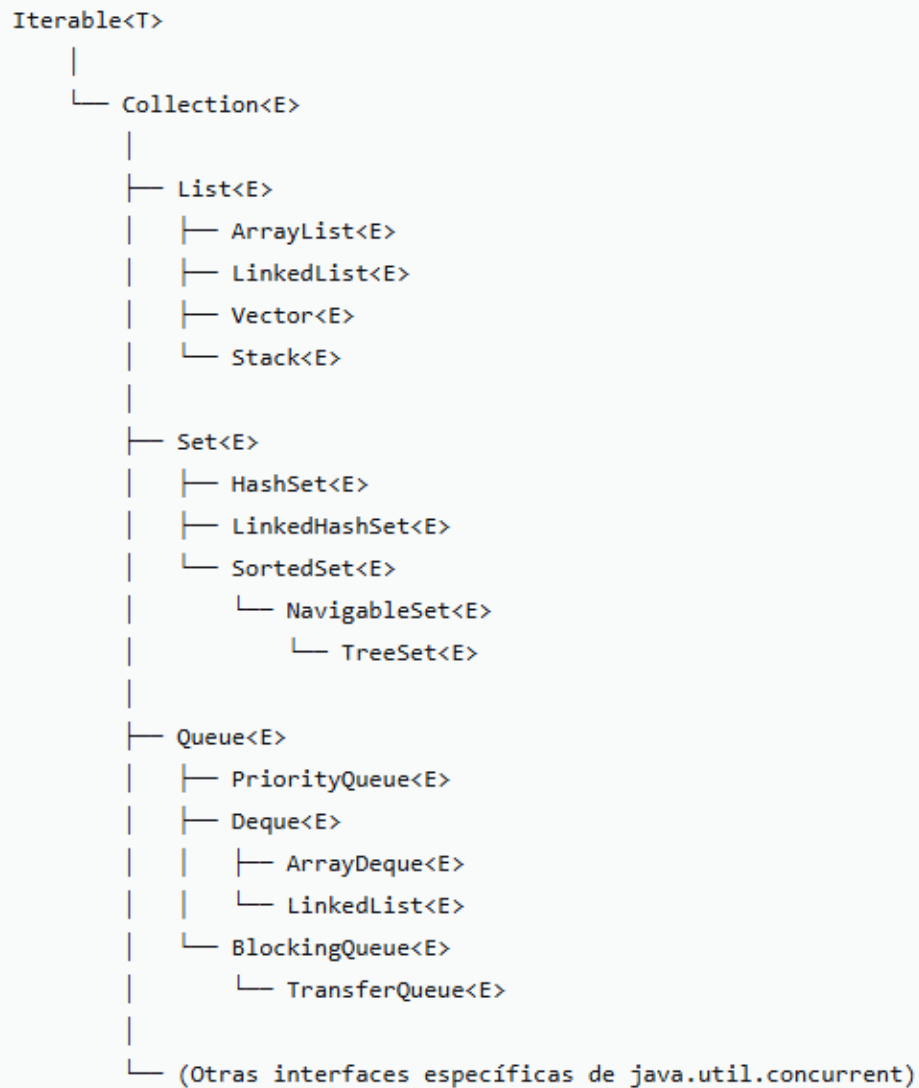 Iterable<T>
│
└── Collection<E>
│
├── List<E>
│   ├── ArrayList<E>
│   ├── LinkedList<E>
│   ├── Vector<E>
│   └── Stack<E>
│
├── Set<E>
│   ├── HashSet<E>
│   ├── LinkedHashSet<E>
│   └── SortedSet<E>
│       └── NavigableSet<E>
│           └── TreeSet<E>
│
├── Queue<E>
│   ├── PriorityQueue<E>
│   ├── Deque<E>
│   │   ├── ArrayDeque<E>
│   │   └── LinkedList<E>
│   └── BlockingQueue<E>
│       └── TransferQueue<E>
│
└── (Otras interfaces específicas de java.util.concurrent)